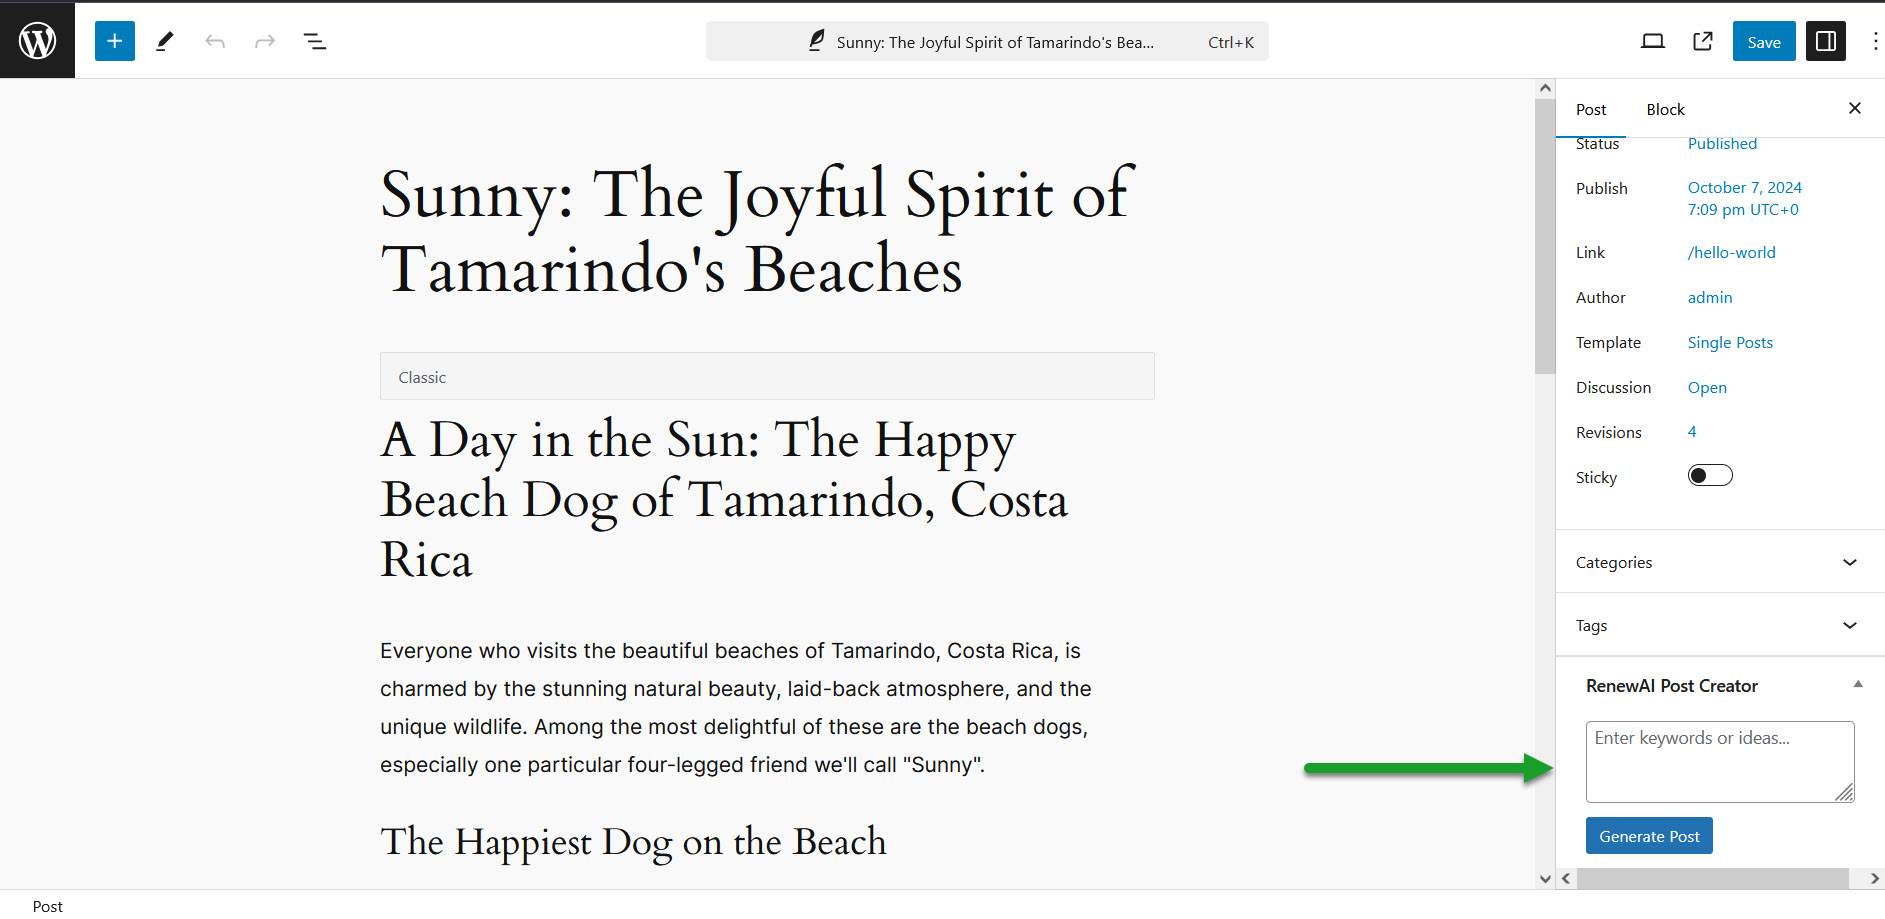 Sunny: The Joyful Spirit of Tamarindo's Bea... Ctrl+K
Save
Sunny: The Joyful Spirit of
Tamarindo's Beaches
Classic
A Day in the Sun: The Happy
Beach Dog of Tamarindo, Costa
Rica
Everyone who visits the beautiful beaches of Tamarindo, Costa Rica, is
charmed by the stunning natural beauty, laid-back atmosphere, and the
unique wildlife. Among the most delightful of these are the beach dogs,
especially one particular four-legged friend we'll call "Sunny".
The Happiest Dog on the Beach
Post Block
Status Published
Publish October 7, 2024
7:09 pm UTC+0
Link /hello-world
Author admin
Template Single Posts
Discussion Open
Revisions 4
Sticky
Categories
Tags
RenewAI Post Creator
Enter keywords or ideas...
Generate Post
Post